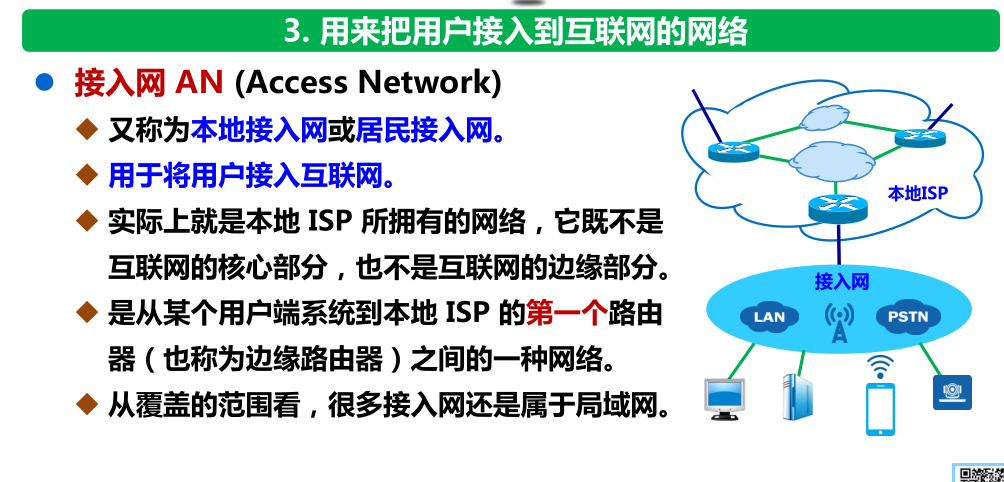 3. 用来把用户接入到互联网的网络
接入网 AN (Access Network)
又称为本地接入网或居民接入网。
用于将用户接入互联网。
实际上就是本地 ISP 所拥有的网络，它既不是
互联网的核心部分，也不是互联网的边缘部分。
是从某个用户端系统到本地 ISP 的第一个路由
器（也称为边缘路由器）之间的一种网络。
从覆盖的范围看，很多接入网还是属于局域网。
本地ISP
接入网
LAN
PSTN